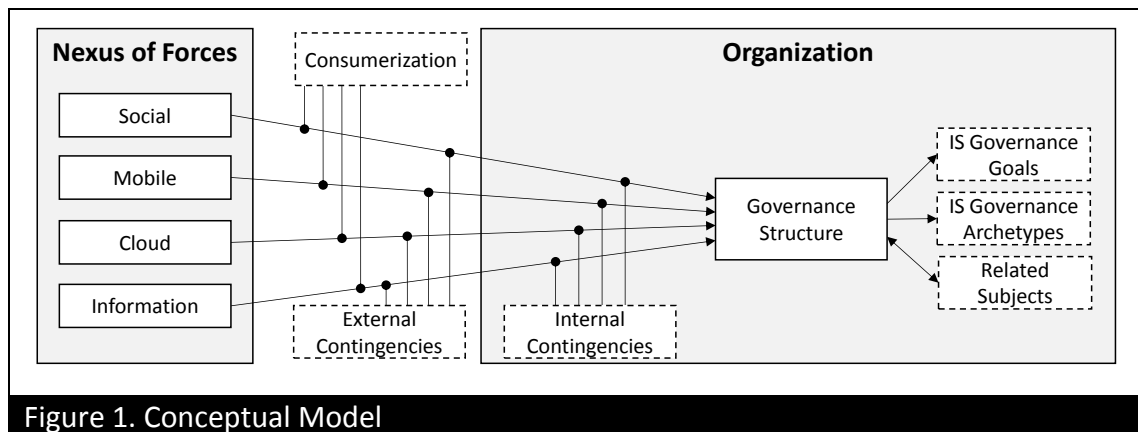 Nexus of Forces
Social
Mobile
Cloud
Information
Consumerization
External
Contingencies
Organization
Internal
Contingencies
Governance
Structure
IS Governance
Goals
IS Governance
Archetypes
Related
Subjects
Figure 1. Conceptual Model